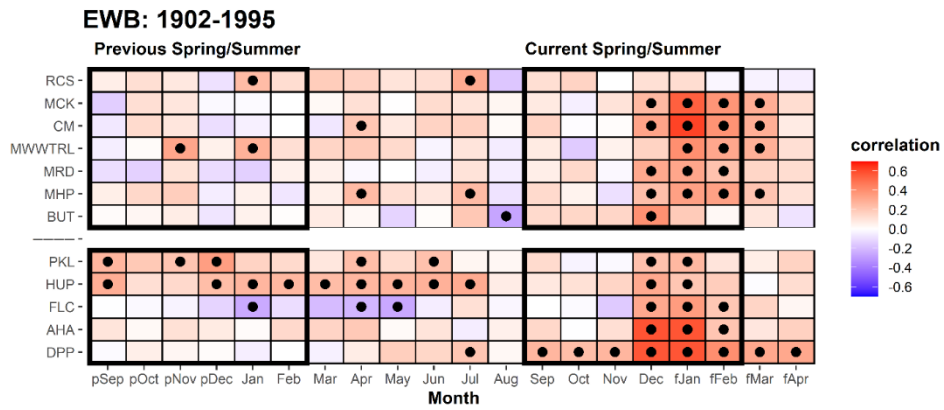 EWB: 1902-1995
Previous Spring/Summer
Current Spring/Summer
RCS
MCK
CM
MWWTRL
MRD
MHP
BUT
————
PKL
HUP
FLC
AHA
DPP
pSep pOct pNov pDec Jan Feb Mar Apr May Jun Jul Aug Sep Oct Nov Dec fJan fFeb fMar fApr
Month
correlation
0.6
0.4
0.2
0.0
-0.2
-0.4
-0.6